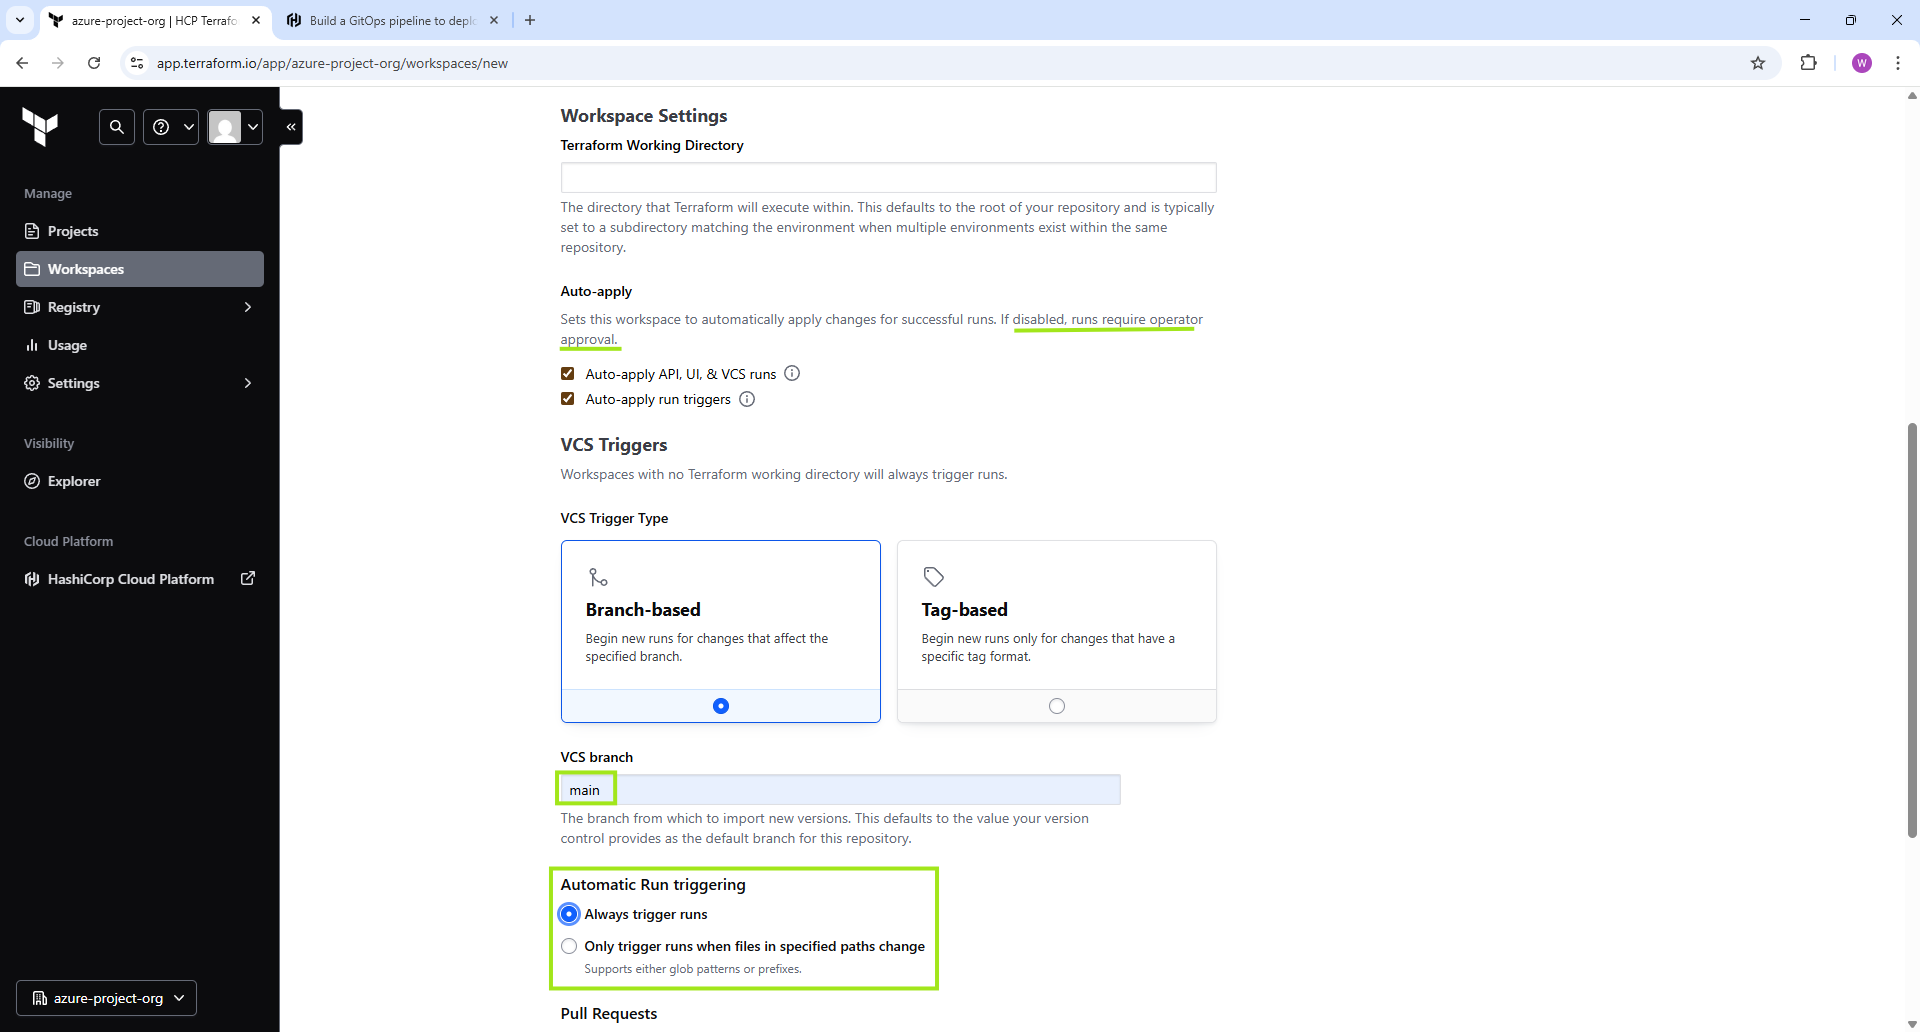 azure-project-org | HCP Terrafo
Build a GitOps pipeline to deplo
app.terraform.io/app/azure-project-org/workspaces/new
W
Manage
Projects
Workspaces
Registry
Usage
Settings
Visibility
Explorer
Cloud Platform
HashiCorp Cloud Platform
azure-project-org
Workspace Settings
Terraform Working Directory
The directory that Terraform will execute within. This defaults to the root of your repository and is typically
set to a subdirectory matching the environment when multiple environments exist within the same
repository.
Auto-apply
Sets this workspace to automatically apply changes for successful runs. If disabled, runs require operator
approval.
Auto-apply API, UI, & VCS runs
Auto-apply run triggers
VCS Triggers
Workspaces with no Terraform working directory will always trigger runs.
VCS Trigger Type
Branch-based
Begin new runs for changes that affect the
specified branch.
Tag-based
Begin new runs only for changes that have a
specific tag format.
VCS branch
main
The branch from which to import new versions. This defaults to the value your version
control provides as the default branch for this repository.
Automatic Run triggering
Always trigger runs
Only trigger runs when files in specified paths change
Supports either glob patterns or prefixes.
Pull Requests